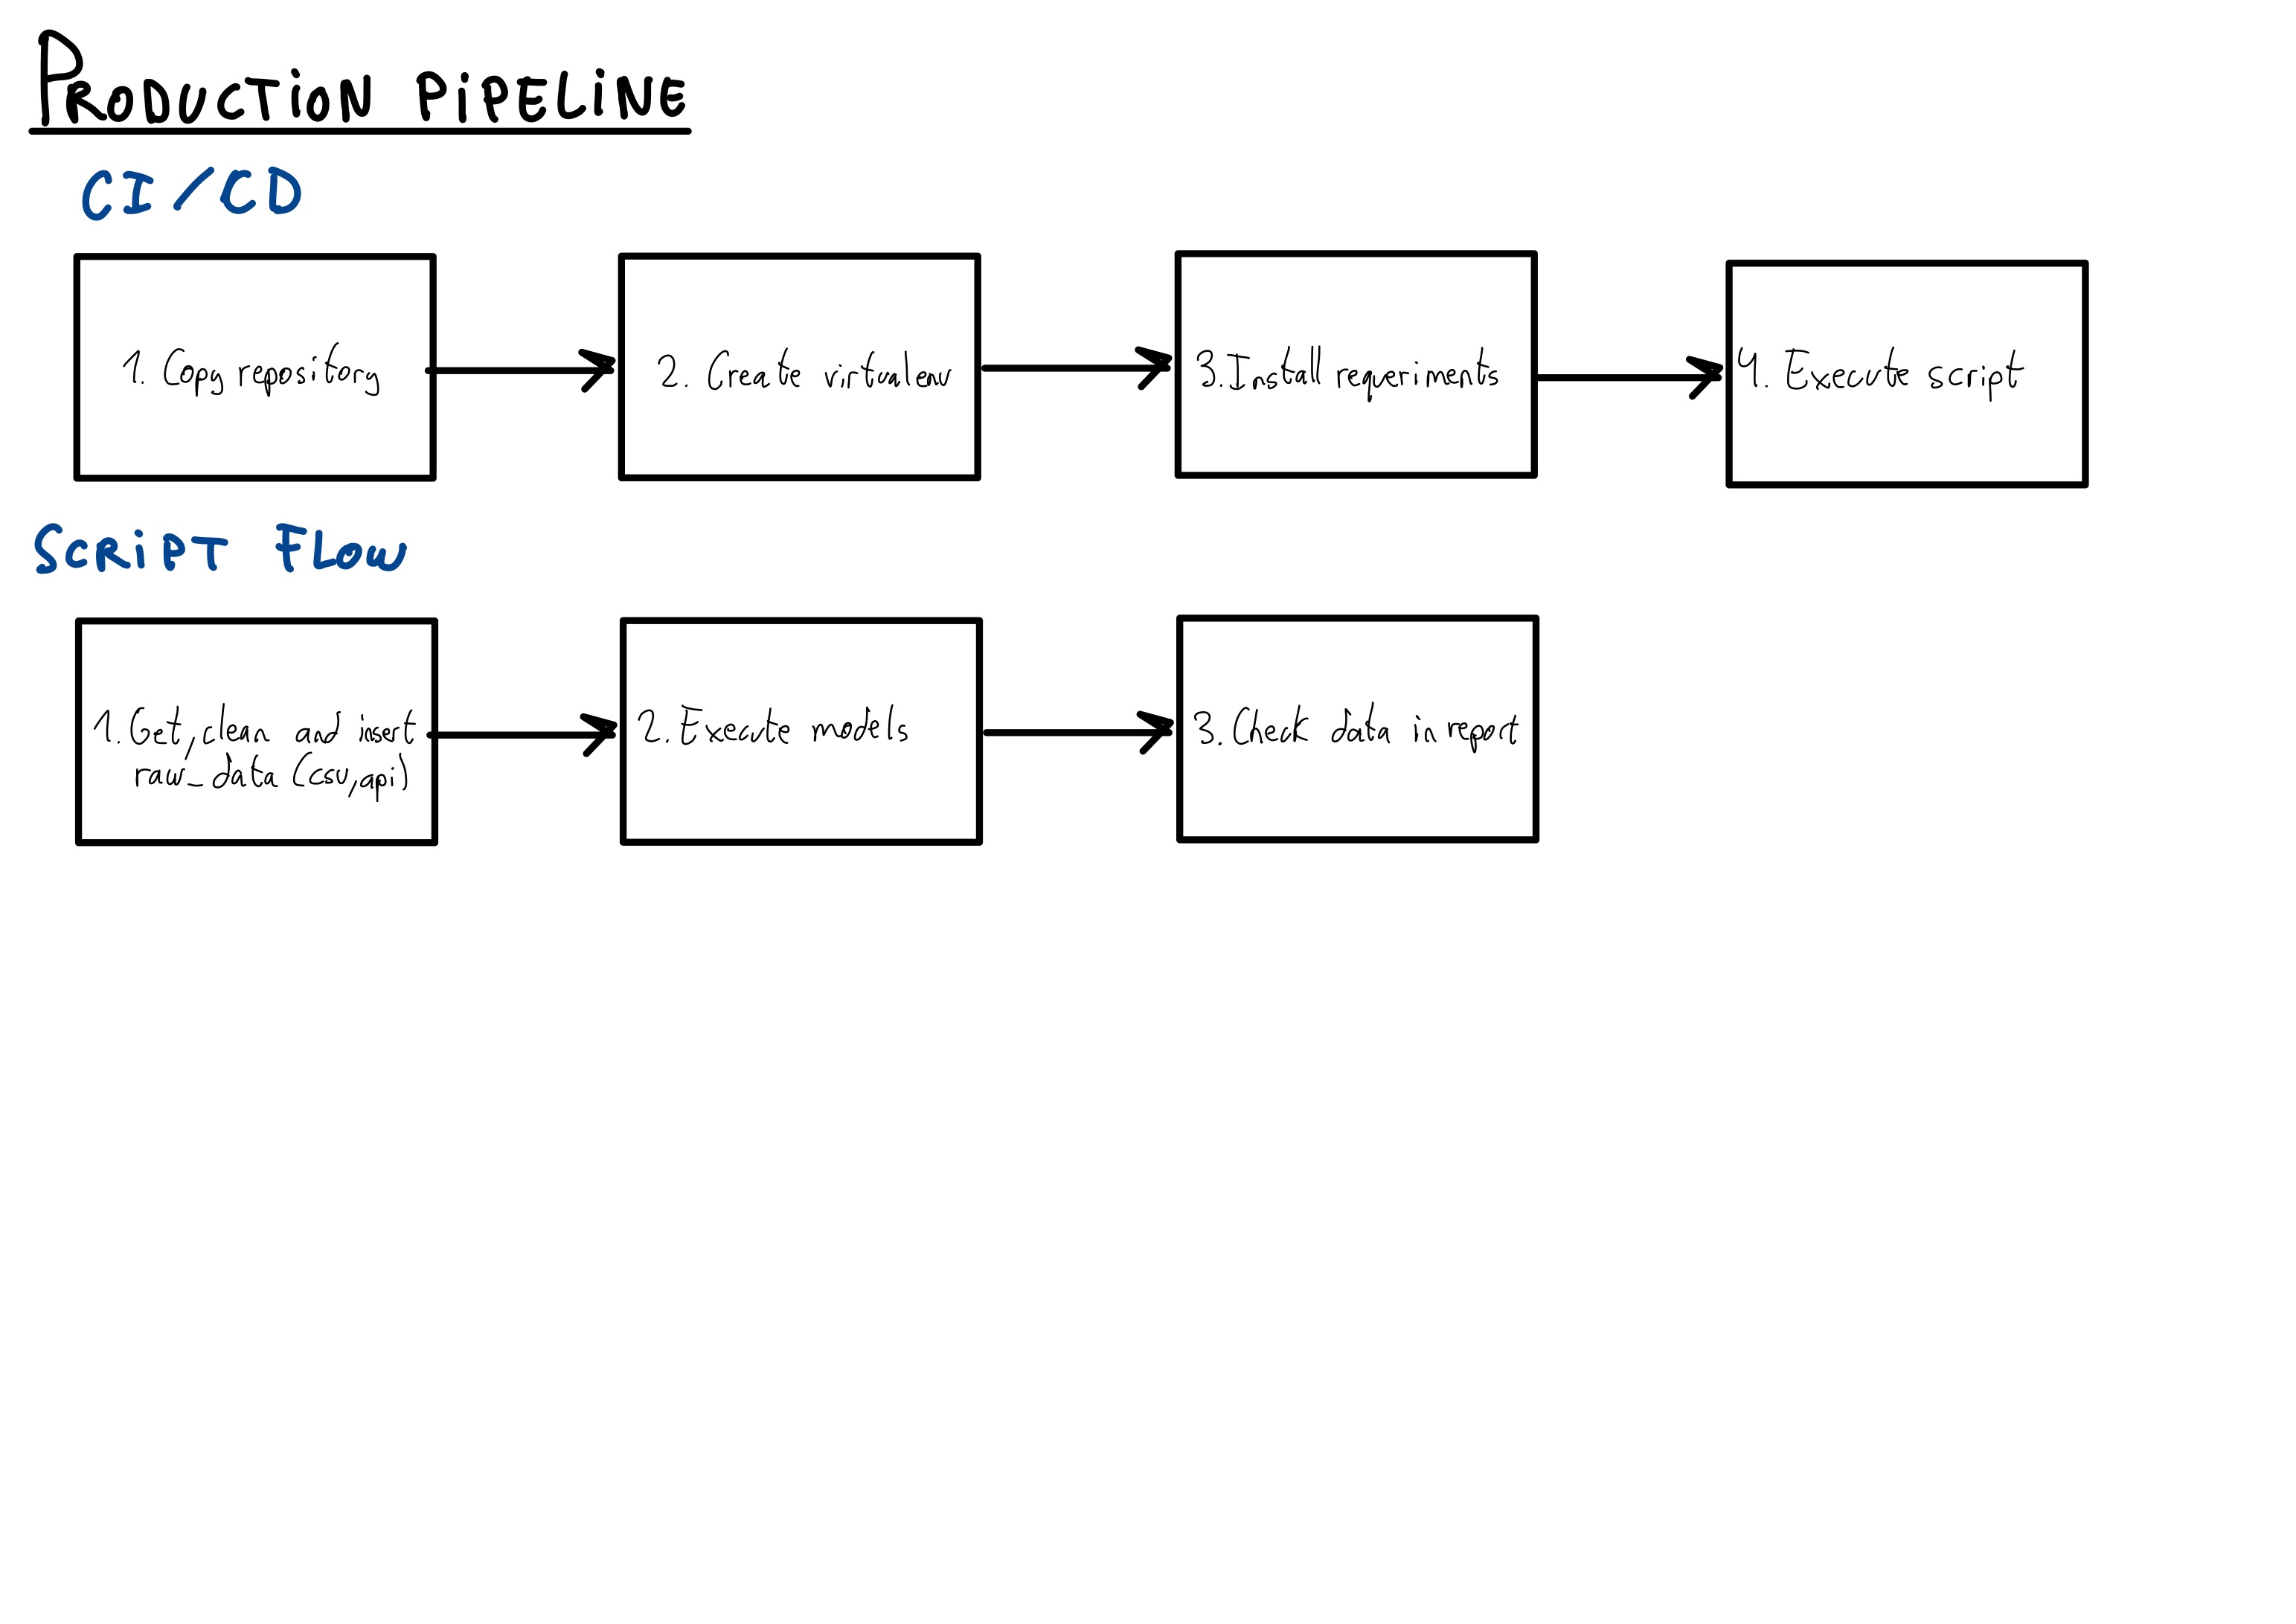 PRODUCTION PIPELINE
CI/CD
1. Copy repository
2. Create virtualenv
3. Install requeriments
4. Execute script
SCRIPT FLOW
1. Get, clean and insert
raw_data (csv, api)
2. Execute models
3. Check data in report